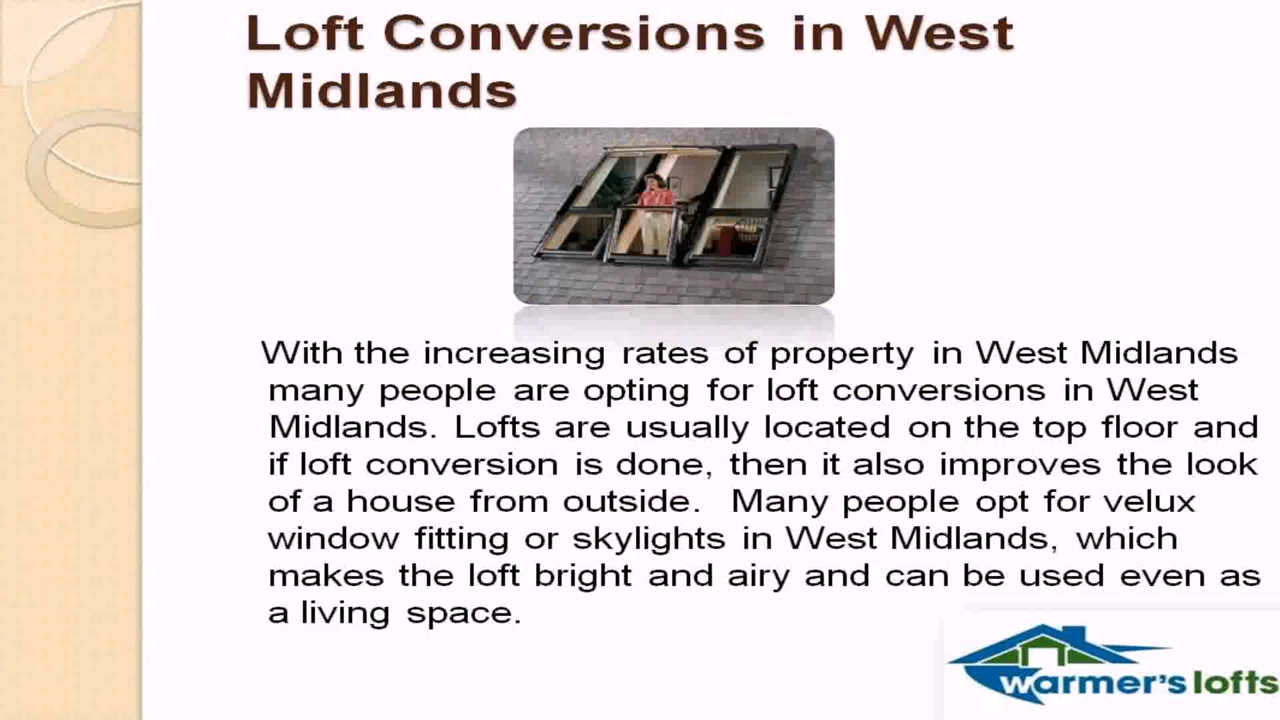 Loft Conversions in West
Midlands
With the increasing rates of property in West Midlands
many people are opting for loft conversions in West
Midlands. Lofts are usually located on the top floor and
if loft conversion is done, then it also improves the look
of a house from outside.  Many people opt for velux
window fitting or skylights in West Midlands, which
makes the loft bright and airy and can be used even as
a living space.
warmer's lofts